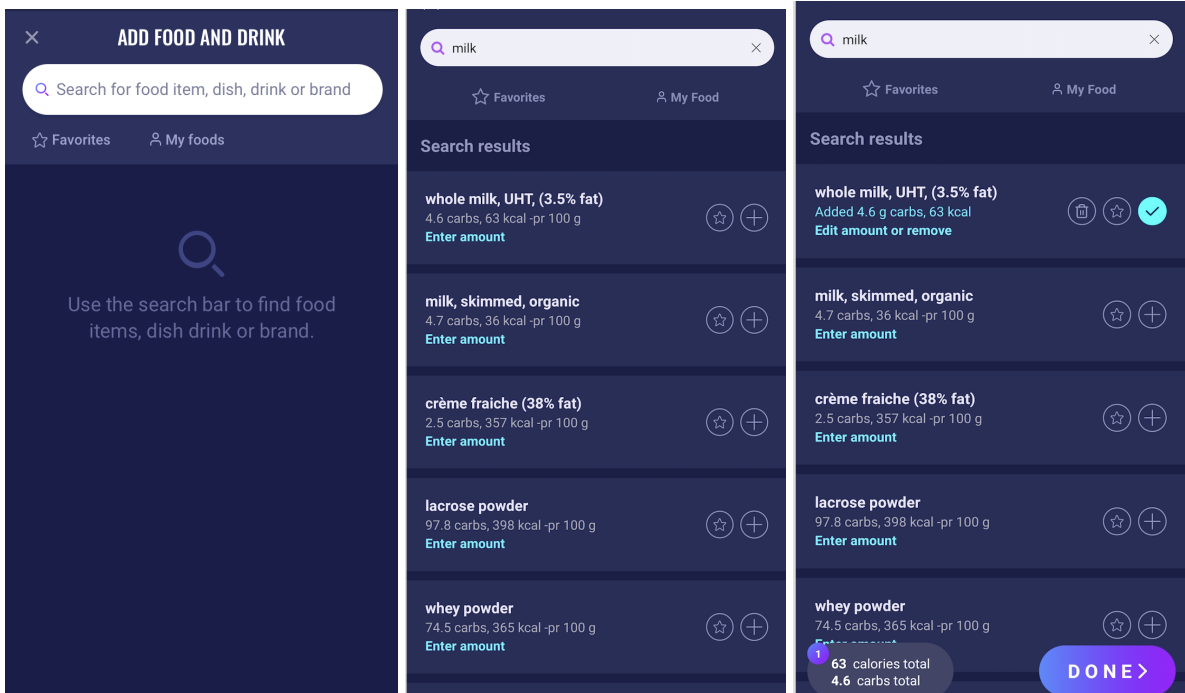 ADD FOOD AND DRINK
Search for food item, dish, drink or brand
Favorites
My foods
Use the search bar to find food
items, dish drink or brand.
milk
Favorites
My Food
Search results
whole milk, UHT, (3.5% fat)
4.6 carbs, 63 kcal -pr 100 g
Enter amount
milk, skimmed, organic
4.7 carbs, 36 kcal -pr 100 g
Enter amount
crème fraiche (38% fat)
2.5 carbs, 357 kcal -pr 100 g
Enter amount
lacrose powder
97.8 carbs, 398 kcal -pr 100 g
Enter amount
whey powder
74.5 carbs, 365 kcal -pr 100 g
Enter amount
milk
Favorites
My Food
Search results
whole milk, UHT, (3.5% fat)
Added 4.6 g carbs, 63 kcal
Edit amount or remove
milk, skimmed, organic
4.7 carbs, 36 kcal -pr 100 g
Enter amount
crème fraiche (38% fat)
2.5 carbs, 357 kcal -pr 100 g
Enter amount
lacrose powder
97.8 carbs, 398 kcal -pr 100 g
Enter amount
whey powder
74.5 carbs, 365 kcal -pr 100 g
Enter amount
1
63 calories total
4.6 carbs total
DONE